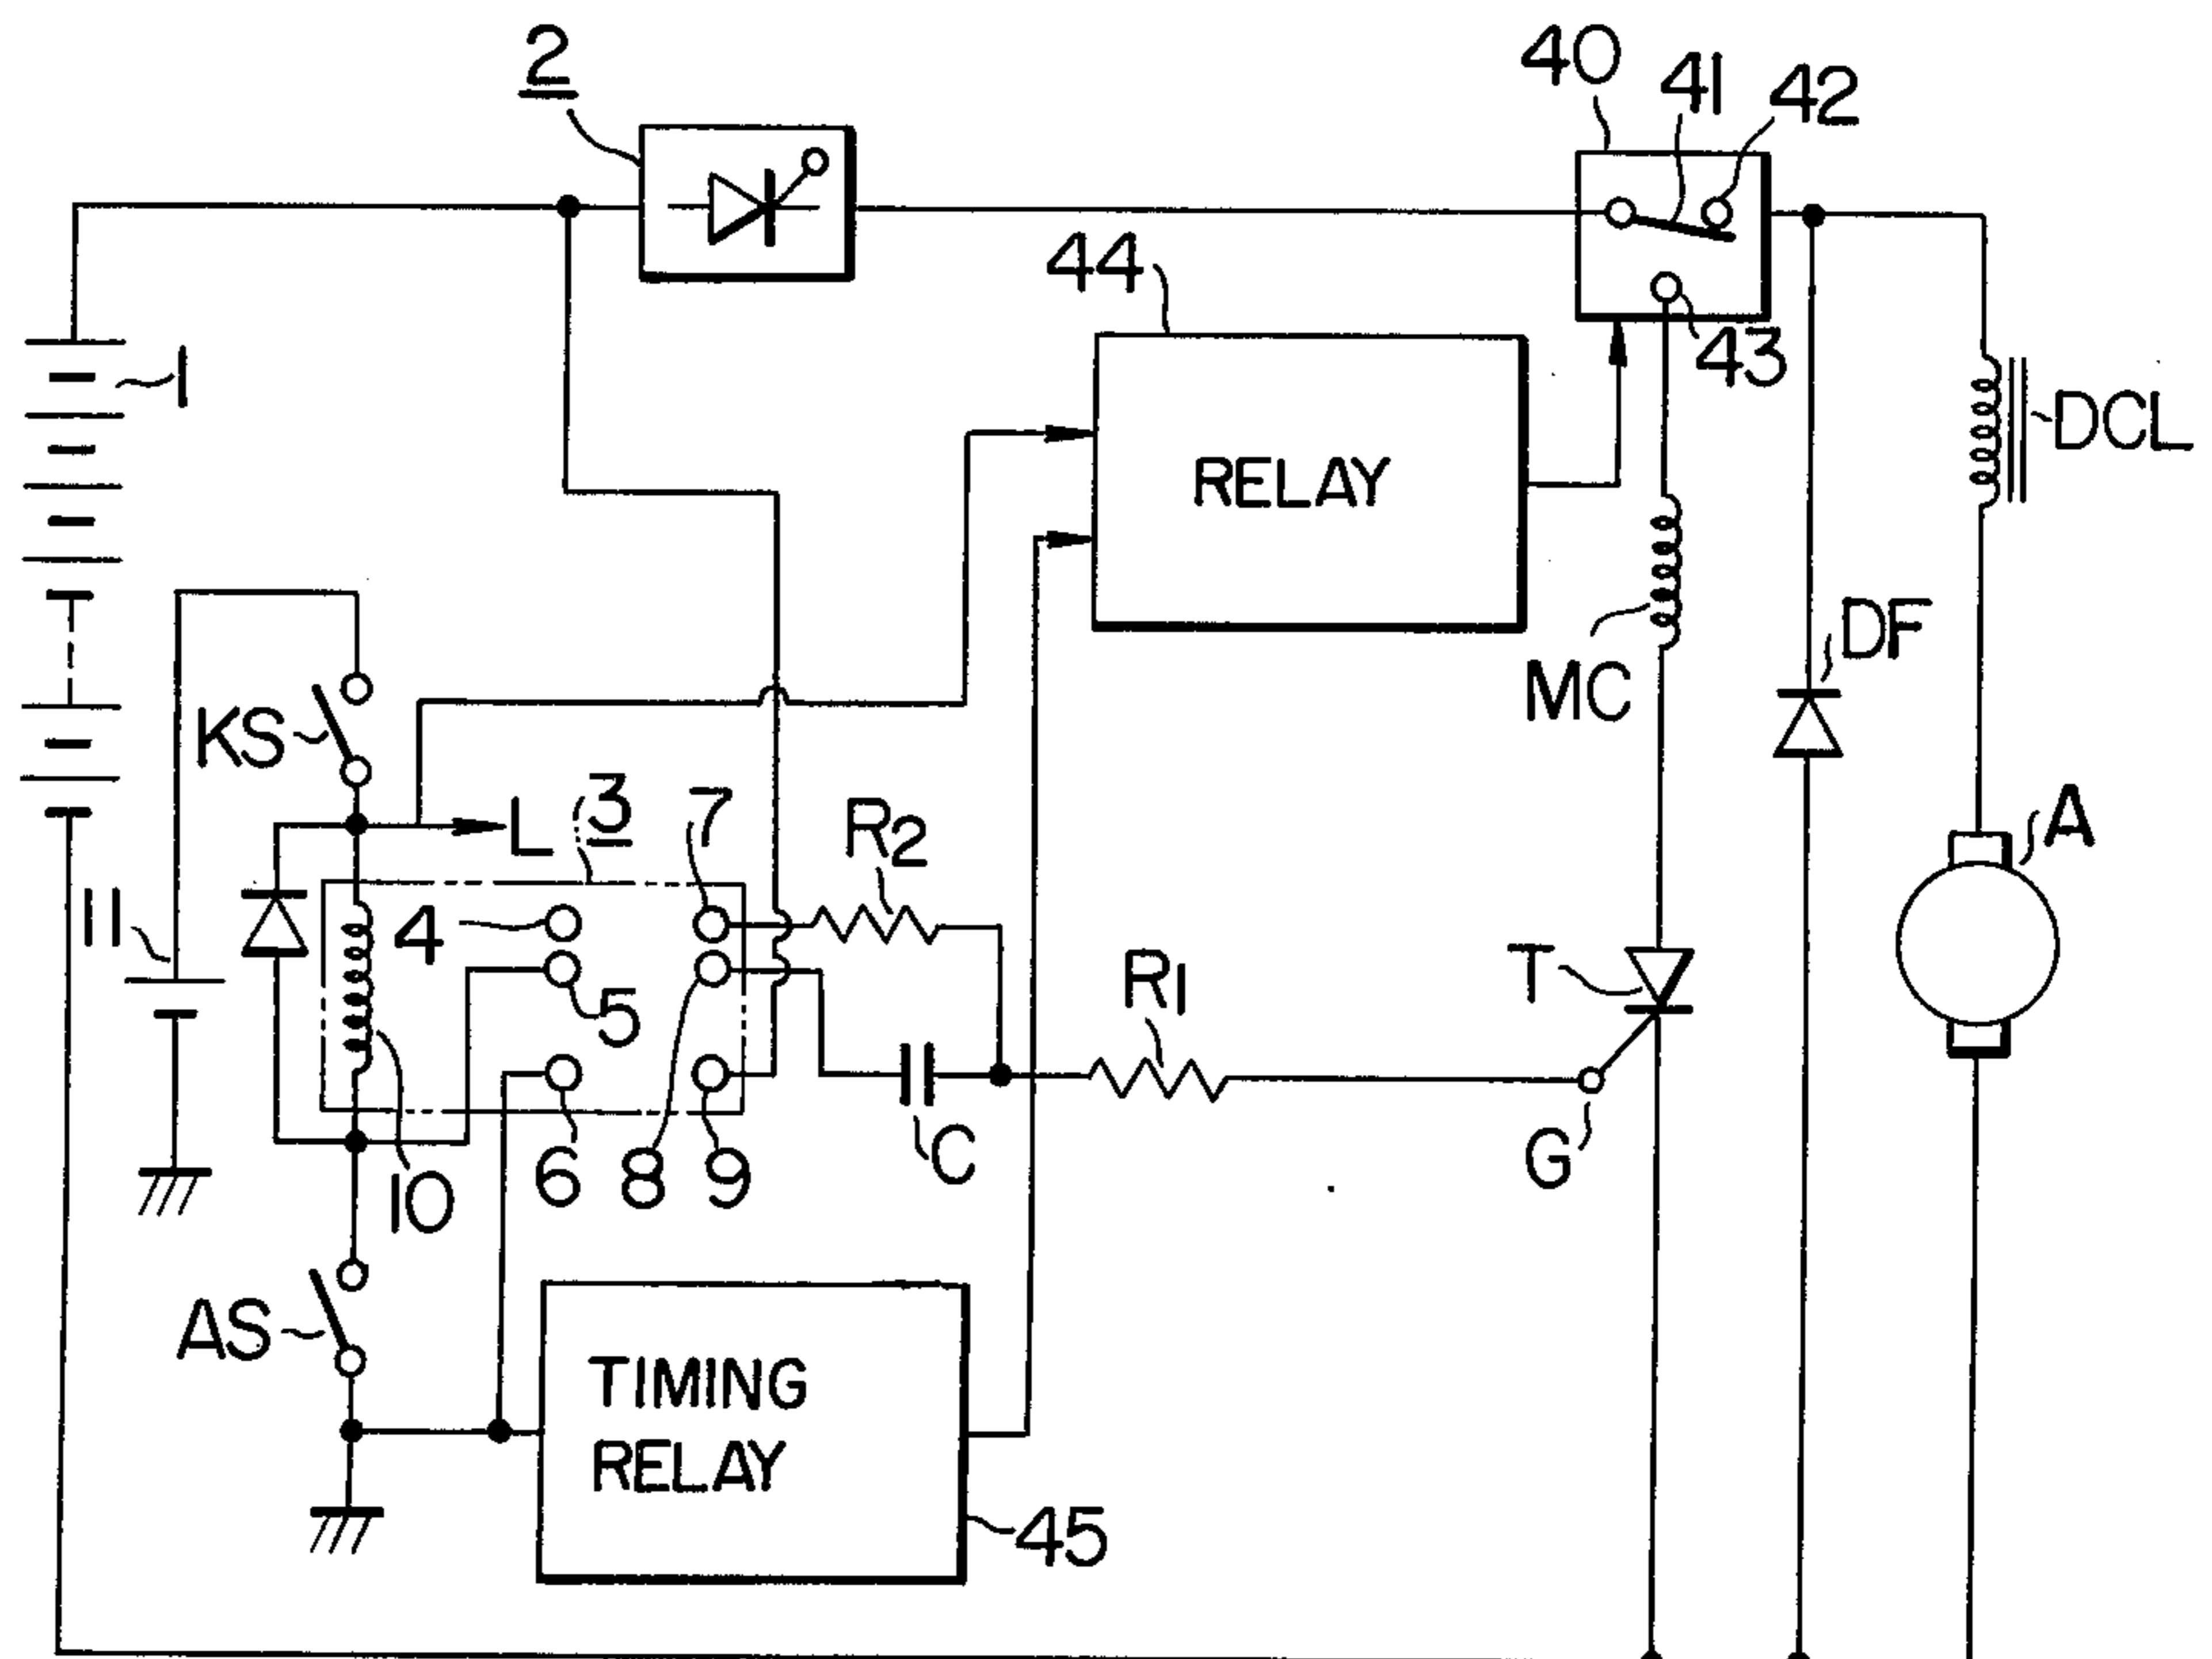 2
40
41
42
44
1
43
DCL
RELAY
DF
MC
KS
L
3
7
R2
A
11
4
5
R1
T
6
8
9
C
G
10
AS
TIMING
RELAY
45